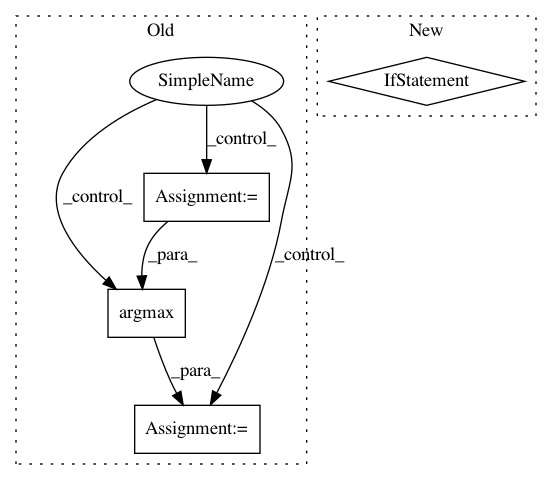 Old
New
SimpleName
IfStatement
_control_
Assignment:=
_control_
_control_
_para_
argmax
_para_
Assignment:=